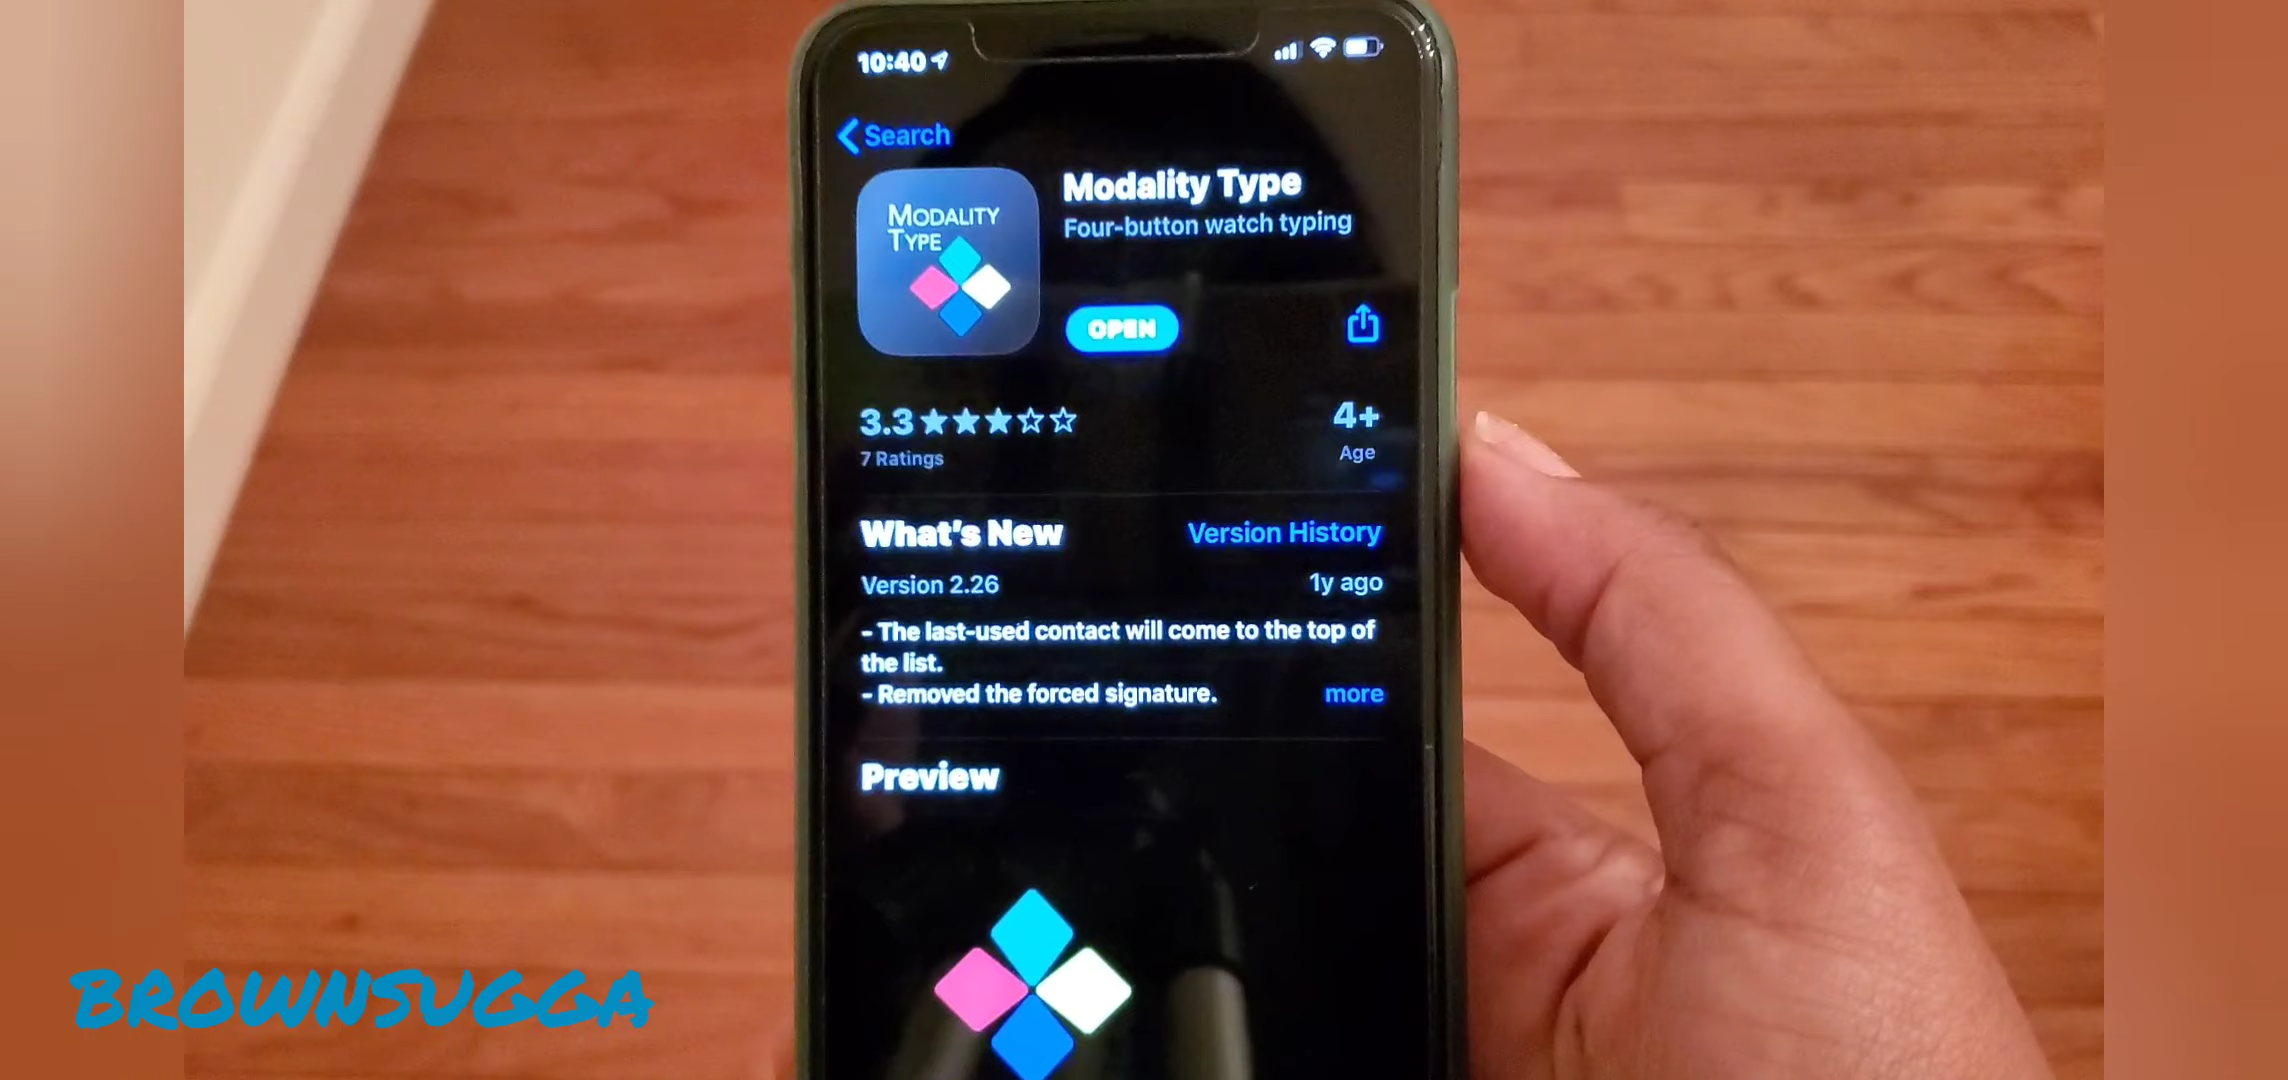 10:40
Search
MODALITY
TYPE
Modality Type
Four-button watch typing
OPEN
3.3
4+
7 Ratings
Age
What's New
Version History
Version 2.26
1y ago
- The last-used contact will come to the top of
the list.
- Removed the forced signature.
more
Preview
BROWNSUGGA